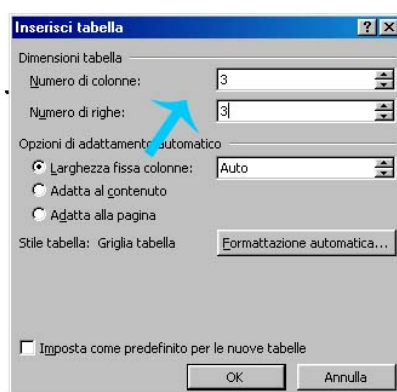 Inserisci tabella
Dimensioni tabella
Numero di colonne: 3
Numero di righe: 3
Opzioni di adattamento automatico
Larghezza fissa colonne: Auto
Adatta al contenuto
Adatta alla pagina
Stile tabella: Griglia tabella Formattazione automatica...
Imposta come predefinito per le nuove tabelle
OK Annulla